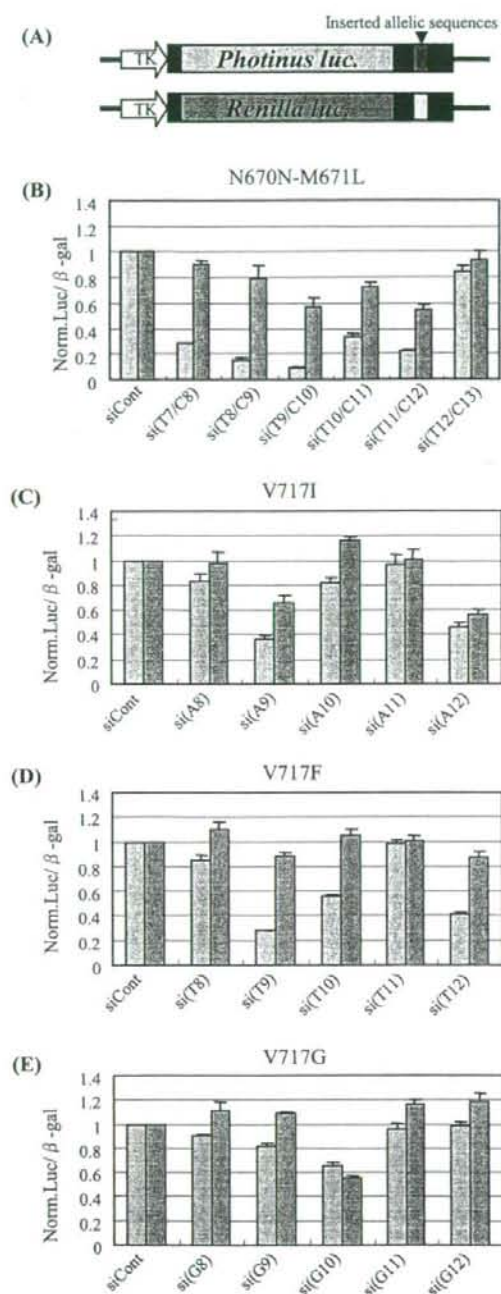 Inserted allelic sequences
(A)
TK Photinus luc.
TK Renilla luc.
(B)
N670N-M671L
Norm.Luc/ β -gal
1.4
1.2
1
0.8
0.6
0.4
0.2
0
siCont si(T7/C8) si(T8/C9) si(T9/C10) si(T10/C11) si(T11/C12) si(T12/C13)
(C)
V717I
Norm.Luc/ β -gal
1.4
1.2
1
0.8
0.6
0.4
0.2
0
siCont si(A8) si(A9) si(A10) si(A11) si(A12)
(D)
V717F
Norm.Luc/ β -gal
1.4
1.2
1
0.8
0.6
0.4
0.2
0
siCont si(T8) si(T9) si(T10) si(T11) si(T12)
(E)
V717G
Norm.Luc/ β -gal
1.4
1.2
1
0.8
0.6
0.4
0.2
0
siCont si(G8) si(G9) si(G10) si(G11) si(G12)